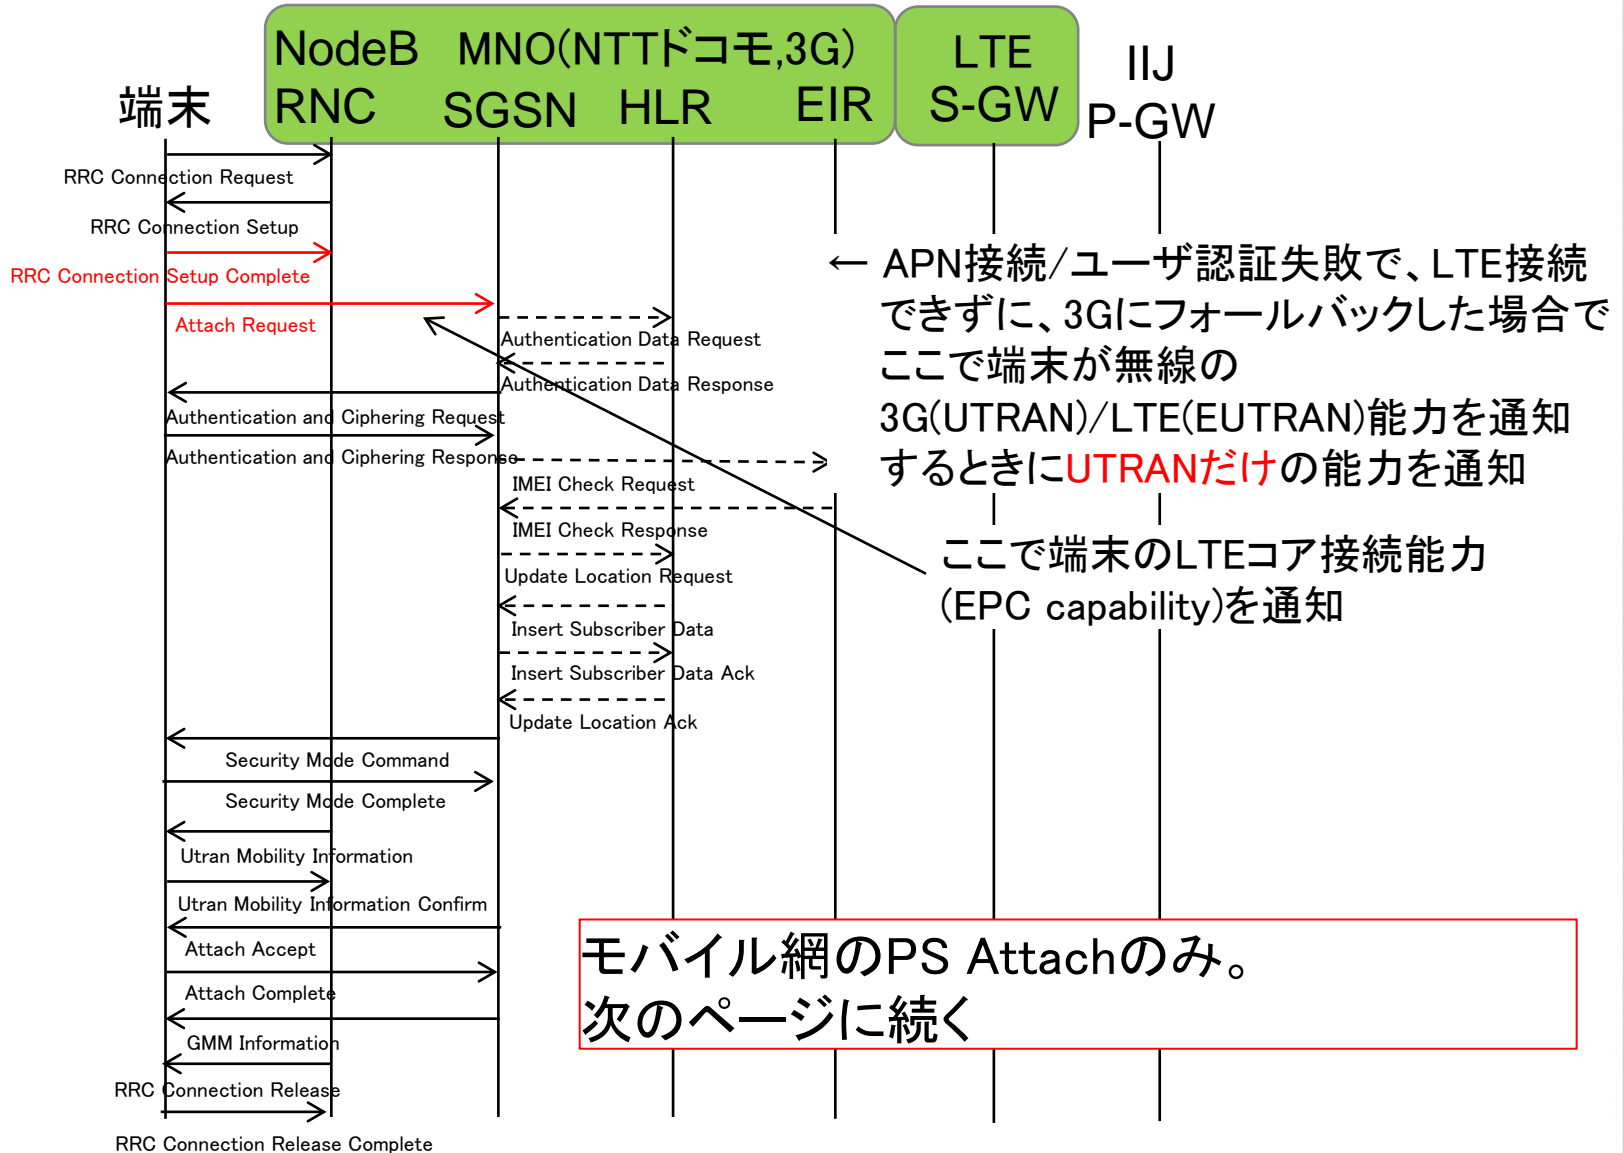 NodeB MNO(NTTドコモ,3G) LTE IIJ
端末 RNC SGSN HLR EIR S-GW P-GW
RRC Connection Request
RRC Connection Setup
RRC Connection Setup Complete
Attach Request
← APN接続/ユーザ認証失敗で、LTE接続
できずに、3Gにフォールバックした場合で
ここで端末が無線の
3G(UTRAN)/LTE(EUTRAN)能力を通知
するときにUTRANだけの能力を通知
Authentication Data Request
Authentication Data Response
Authentication and Ciphering Request
Authentication and Ciphering Response
IMEI Check Request
IMEI Check Response
ここで端末のLTEコア接続能力
(EPC capability)を通知
Update Location Request
Insert Subscriber Data
Insert Subscriber Data Ack
Update Location Ack
Security Mode Command
Security Mode Complete
Utran Mobility Information
Utran Mobility Information Confirm
Attach Accept
Attach Complete
GMM Information
モバイル網のPS Attachのみ。
次のページに続く
RRC Connection Release
RRC Connection Release Complete